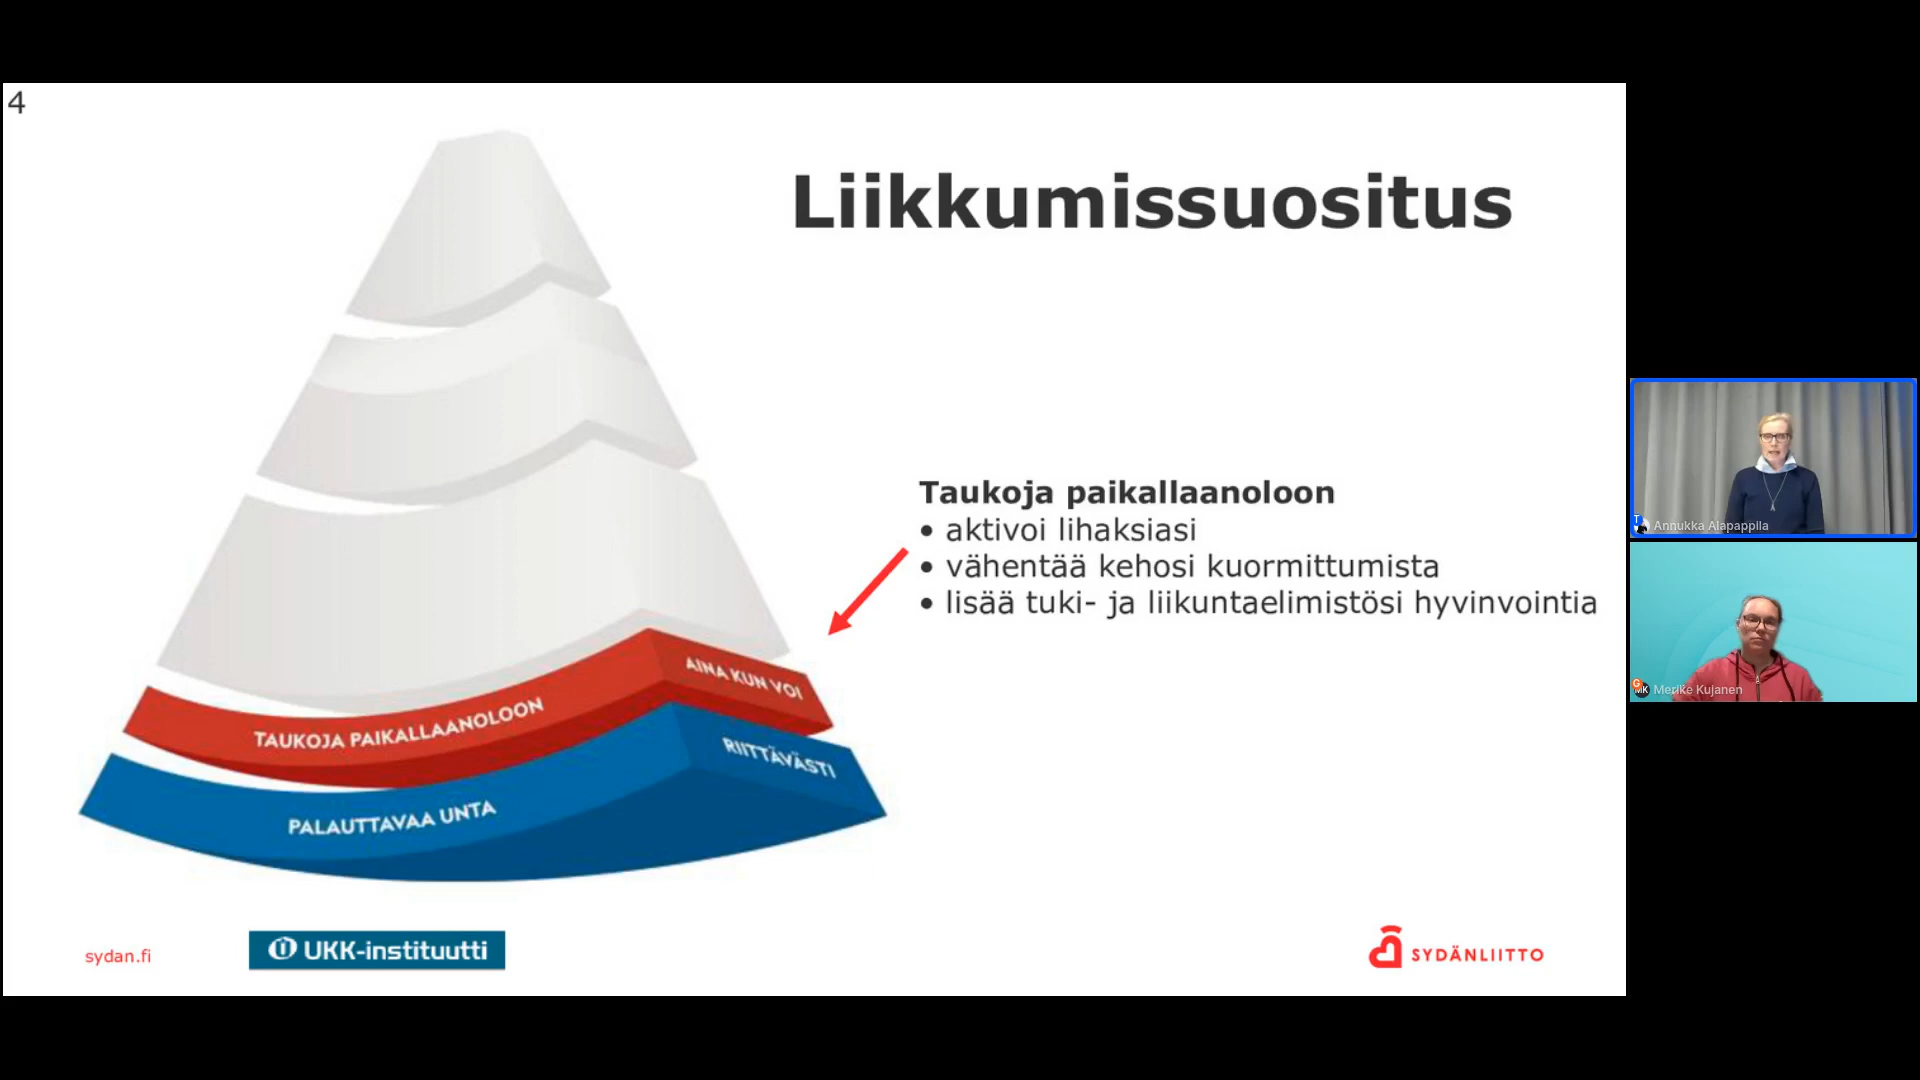 4
Liikkumissuositus
Taukoja paikallaanoloon
• aktivoi lihaksiasi
• vähentää kehosi kuormittumista
• lisää tuki- ja liikuntaelimistösi hyvinvointia
AINA KUN VOI
TAUKOJA PAIKALLAANOLOON
RIITTÄVÄSTI
PALAUTTAVAA UNTA
sydan.fi
UKK-instituutti
SYDÄNLIITTO
T
Annukka Alapappila
G
MK
Merike Kujanen